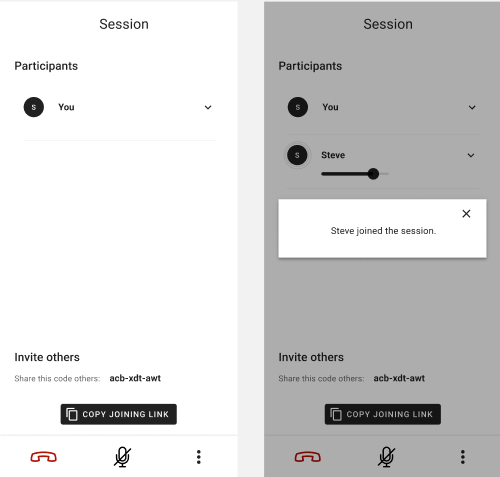 Session
Participants
S
You
Invite others
Share this code others: acb-xdt-awt
COPY JOINING LINK
Session
Participants
S
You
S
Steve
Steve joined the session.
Invite others
Share this code others: acb-xdt-awt
COPY JOINING LINK